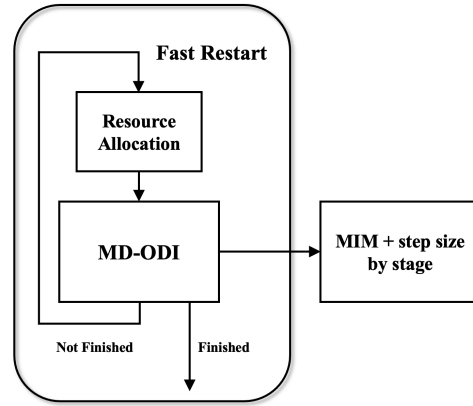 Fast Restart
Resource
Allocation
MD-ODI
MIM + step size
by stage
Not Finished
Finished